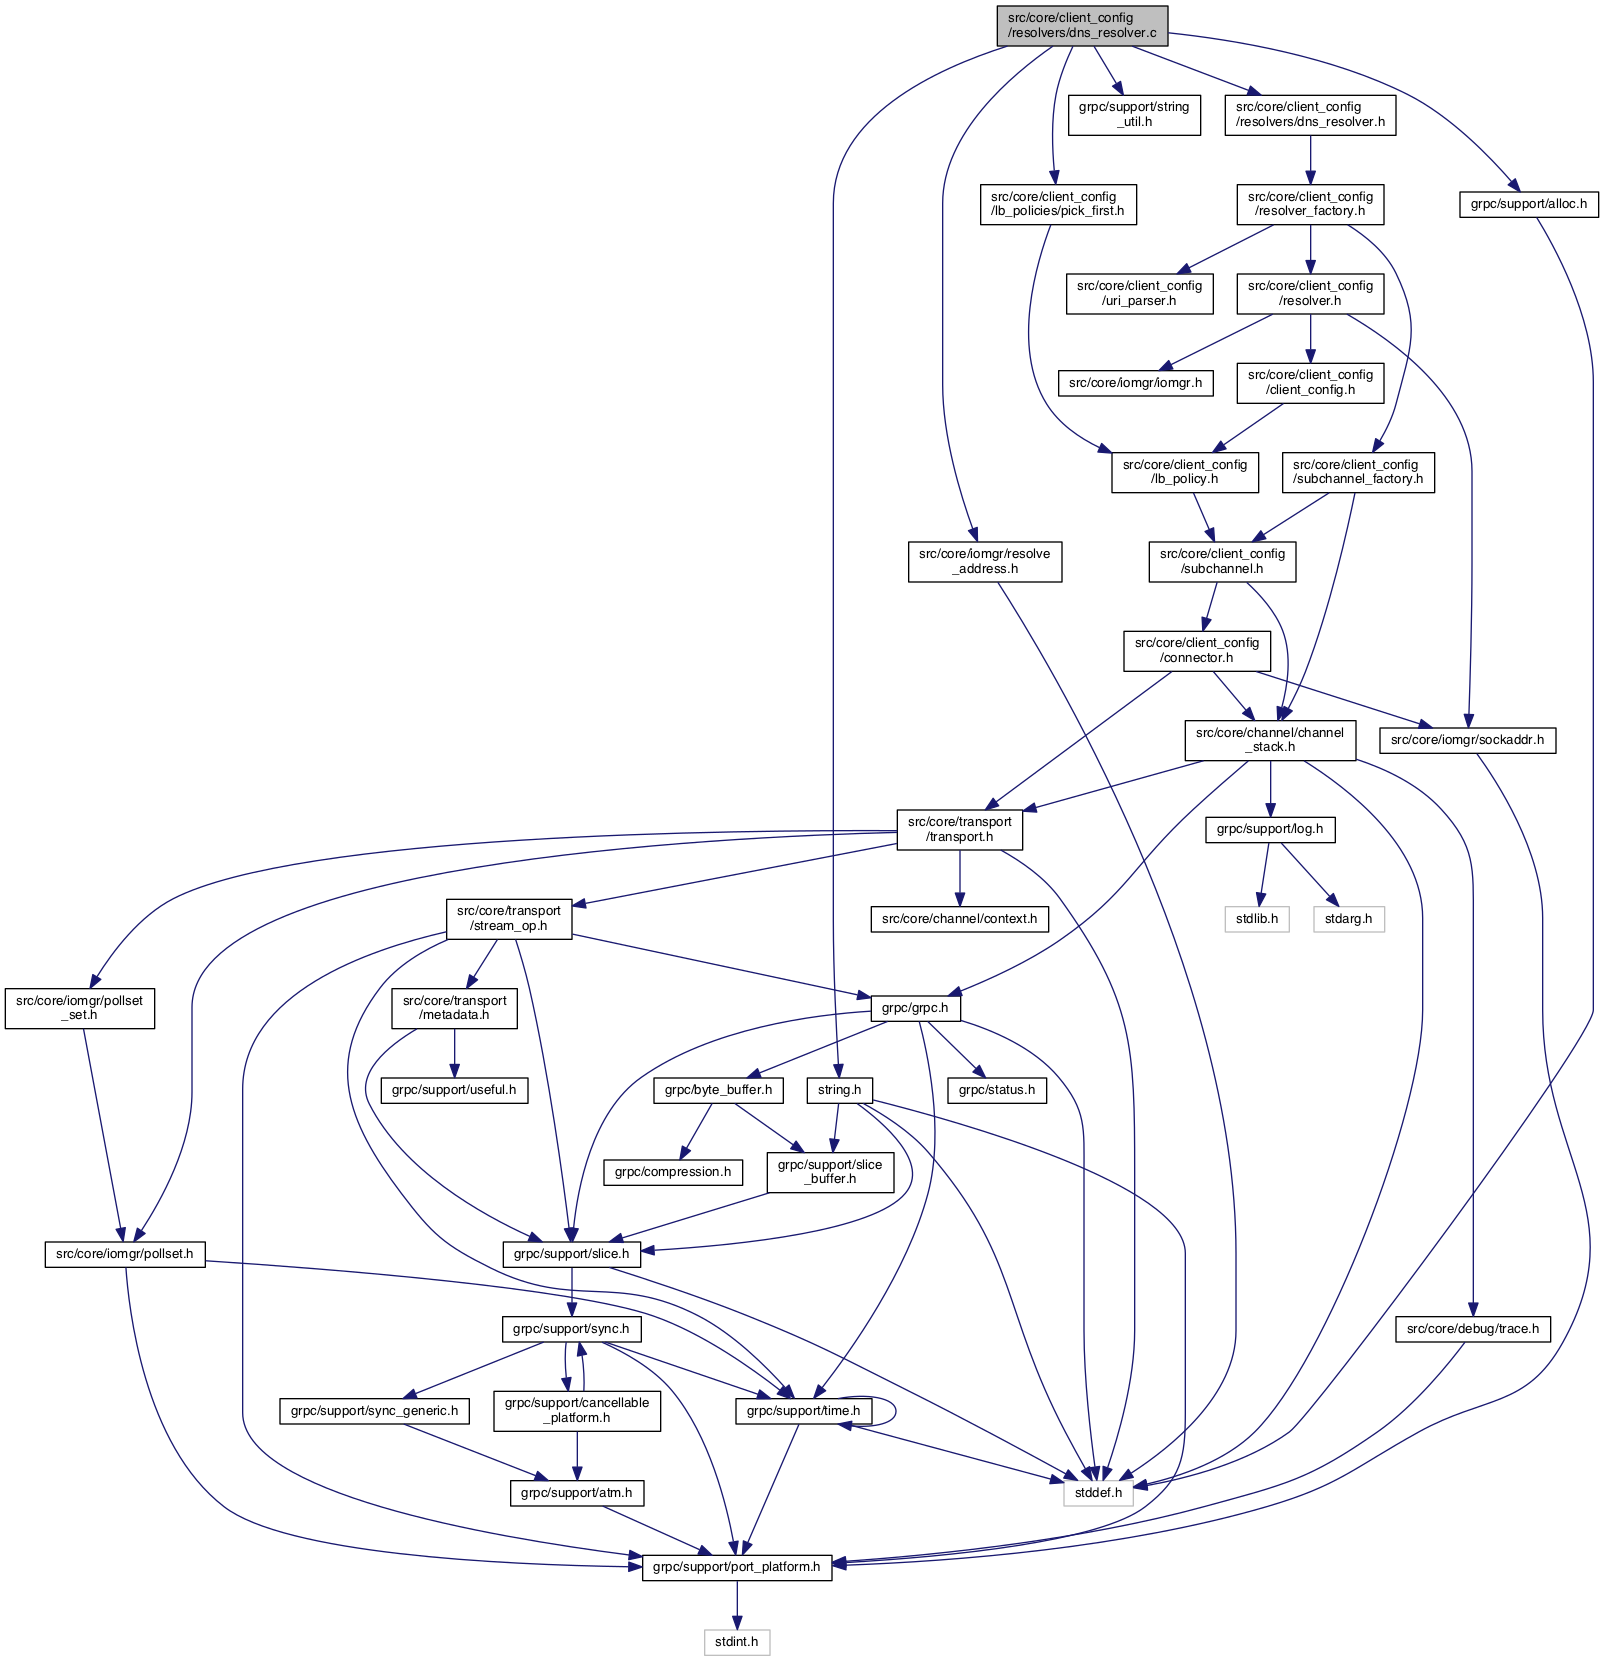 src/core/client_config
/resolvers/dns_resolver.c
grpc/support/string
_util.h
src/core/client_config
/resolvers/dns_resolver.h
src/core/client_config
/lb_policies/pick_first.h
src/core/client_config
/resolver_factory.h
grpc/support/alloc.h
src/core/client_config
/uri_parser.h
src/core/client_config
/resolver.h
src/core/iomgr/iomgr.h
src/core/client_config
/client_config.h
src/core/client_config
/lb_policy.h
src/core/client_config
/subchannel_factory.h
src/core/iomgr/resolve
_address.h
src/core/client_config
/subchannel.h
src/core/client_config
/connector.h
src/core/channel/channel
_stack.h
src/core/iomgr/sockaddr.h
src/core/transport
/transport.h
grpc/support/log.h
src/core/transport
/stream_op.h
src/core/channel/context.h
stdlib.h
stdarg.h
src/core/iomgr/pollset
_set.h
src/core/transport
/metadata.h
grpc/grpc.h
grpc/support/useful.h
grpc/byte_buffer.h
string.h
grpc/status.h
grpc/compression.h
grpc/support/slice
_buffer.h
src/core/iomgr/pollset.h
grpc/support/slice.h
grpc/support/sync.h
src/core/debug/trace.h
grpc/support/sync_generic.h
grpc/support/cancellable
_platform.h
grpc/support/time.h
grpc/support/atm.h
stddef.h
grpc/support/port_platform.h
stdint.h